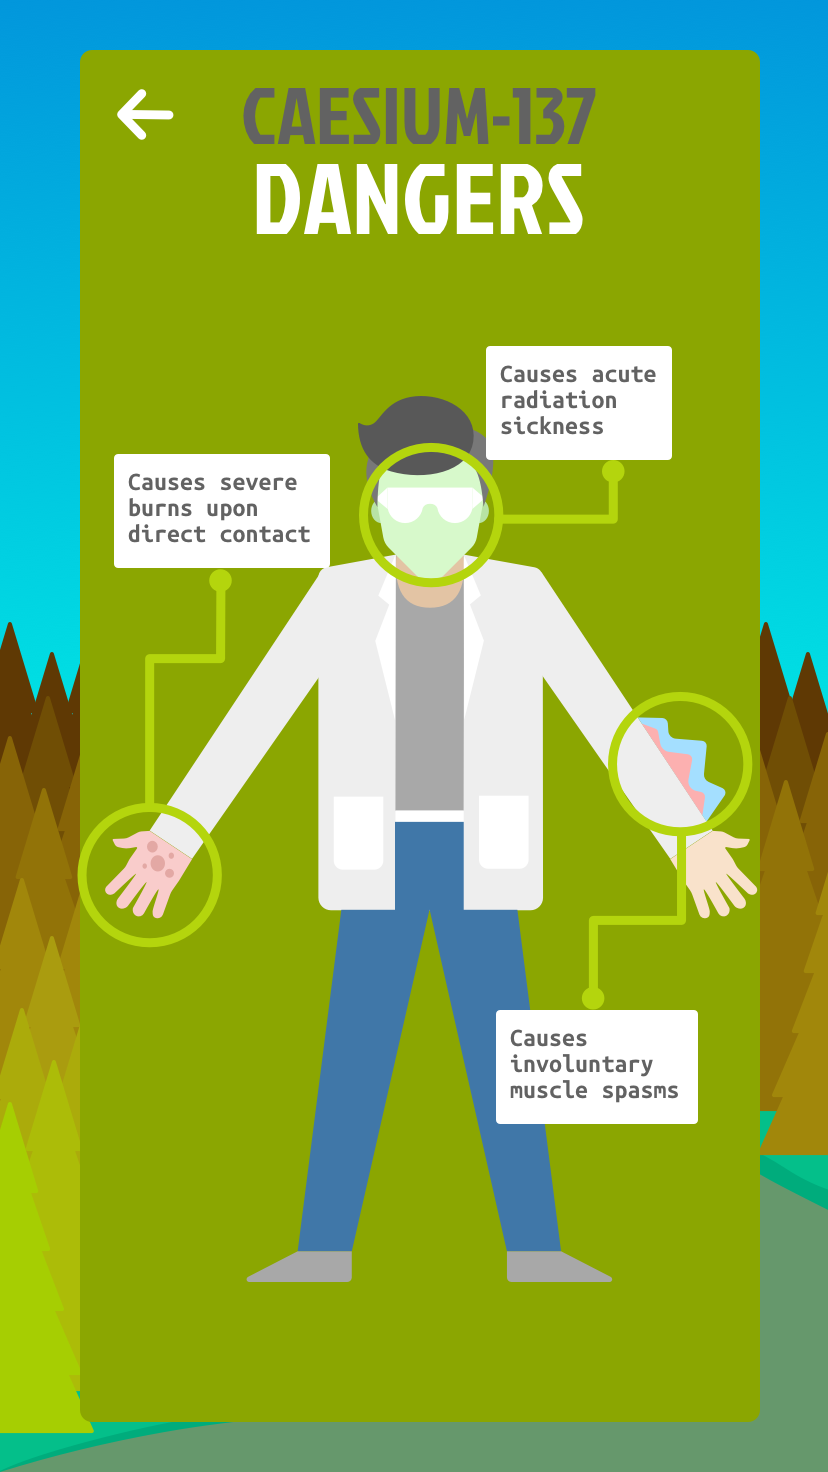 CAESIUM-137
DANGERS
Causes acute
radiation
sickness
Causes severe
burns upon
direct contact
Causes
involuntary
muscle spasms